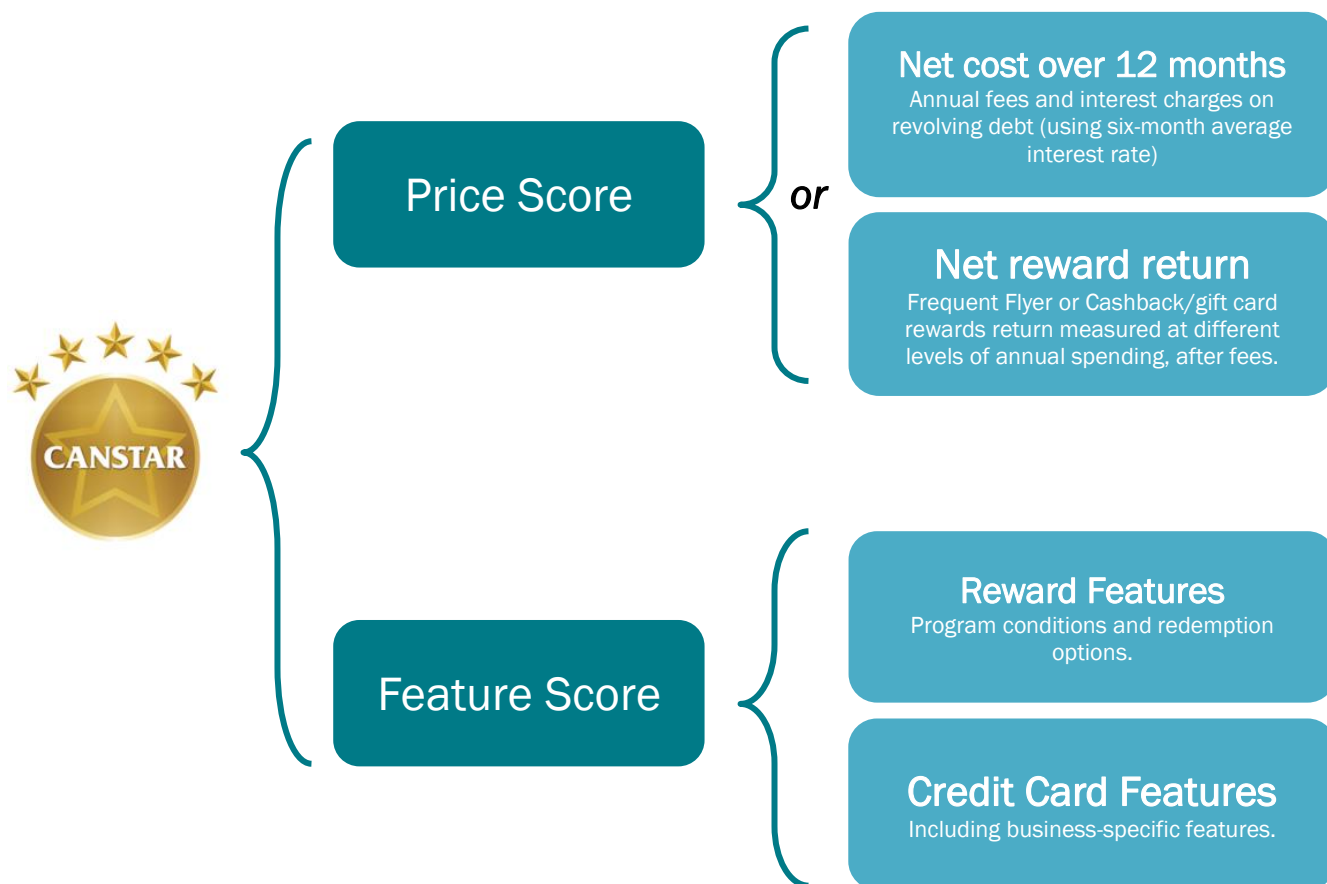 Net cost over 12 months
Annual fees and interest charges on
revolving debt (using six-month average
interest rate)
Price Score
or
Net reward return
Frequent Flyer or Cashback/gift card
rewards return measured at different
levels of annual spending, after fees.
CANSTAR
Reward Features
Program conditions and redemption
options.
Feature Score
Credit Card Features
Including business-specific features.